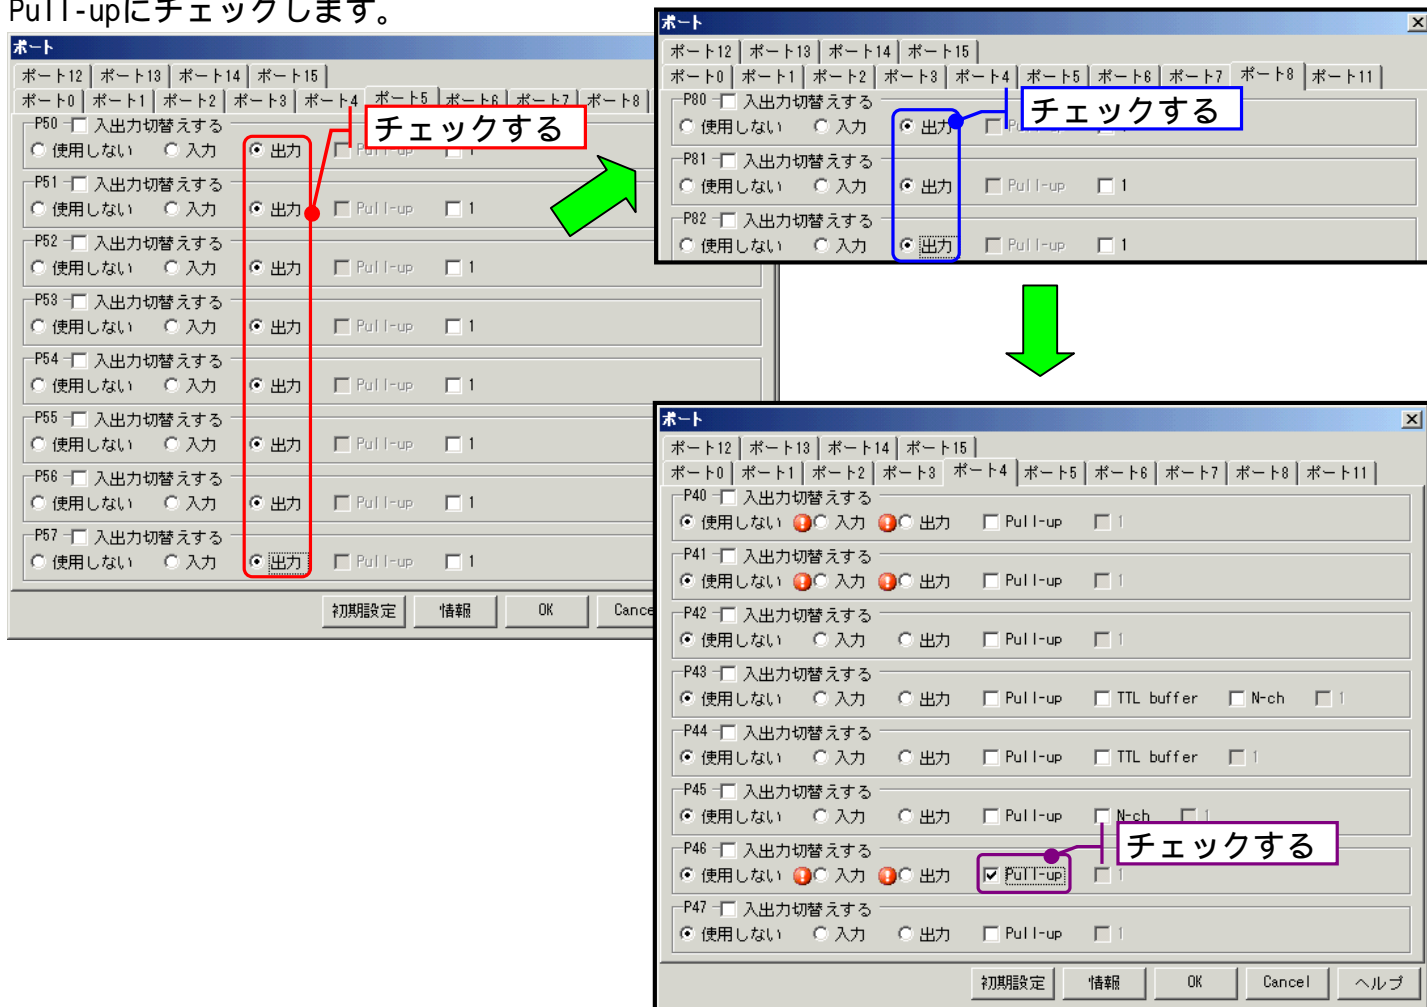 Pull-upにチェックします。
ポート
ポート12 ポート13 ポート14 ポート15
ポート0 ポート1 ポート2 ポート3 ポート4 ポート5 ポート6 ポート7 ポート8
P50 入出力切替えする
使用しない 入力 出力 Pull-up 1
チェックする
P51 入出力切替えする
使用しない 入力 出力 Pull-up 1
P52 入出力切替えする
使用しない 入力 出力 Pull-up 1
P53 入出力切替えする
使用しない 入力 出力 Pull-up 1
P54 入出力切替えする
使用しない 入力 出力 Pull-up 1
P55 入出力切替えする
使用しない 入力 出力 Pull-up 1
P56 入出力切替えする
使用しない 入力 出力 Pull-up 1
P57 入出力切替えする
使用しない 入力 出力 Pull-up 1
初期設定 情報 OK Cance
ポート
ポート12 ポート13 ポート14 ポート15
ポート0 ポート1 ポート2 ポート3 ポート4 ポート5 ポート6 ポート7 ポート8 ポート11
P80 入出力切替えする
使用しない 入力 出力 1
チェックする
P81 入出力切替えする
使用しない 入力 出力 Pull-up 1
P82 入出力切替えする
使用しない 入力 出力 Pull-up 1
ポート
ポート12 ポート13 ポート14 ポート15
ポート0 ポート1 ポート2 ポート3 ポート4 ポート5 ポート6 ポート7 ポート8 ポート11
P40 入出力切替えする
使用しない 入力 出力 Pull-up 1
P41 入出力切替えする
使用しない 入力 出力 Pull-up 1
P42 入出力切替えする
使用しない 入力 出力 Pull-up 1
P43 入出力切替えする
使用しない 入力 出力 Pull-up TTL buffer N-ch 1
P44 入出力切替えする
使用しない 入力 出力 Pull-up TTL buffer 1
P45 入出力切替えする
使用しない 入力 出力 Pull-up N-ch 1
チェックする
P46 入出力切替えする
使用しない 入力 出力 Pull-up 1
P47 入出力切替えする
使用しない 入力 出力 Pull-up 1
初期設定 情報 OK Cancel ヘルプ